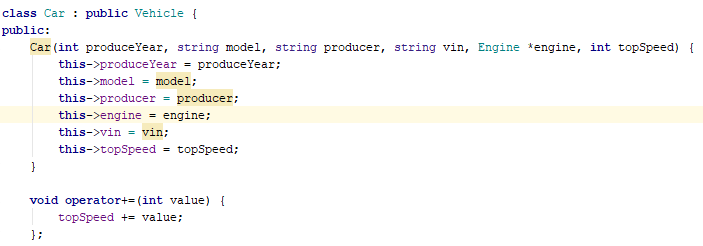 class Car : public Vehicle {
public:
    Car(int produceYear, string model, string producer, string vin, Engine *engine, int topSpeed) {
        this->produceYear = produceYear;
        this->model = model;
        this->producer = producer;
        this->engine = engine;
        this->vin = vin;
        this->topSpeed = topSpeed;
    }

    void operator+=(int value) {
        topSpeed += value;
    };